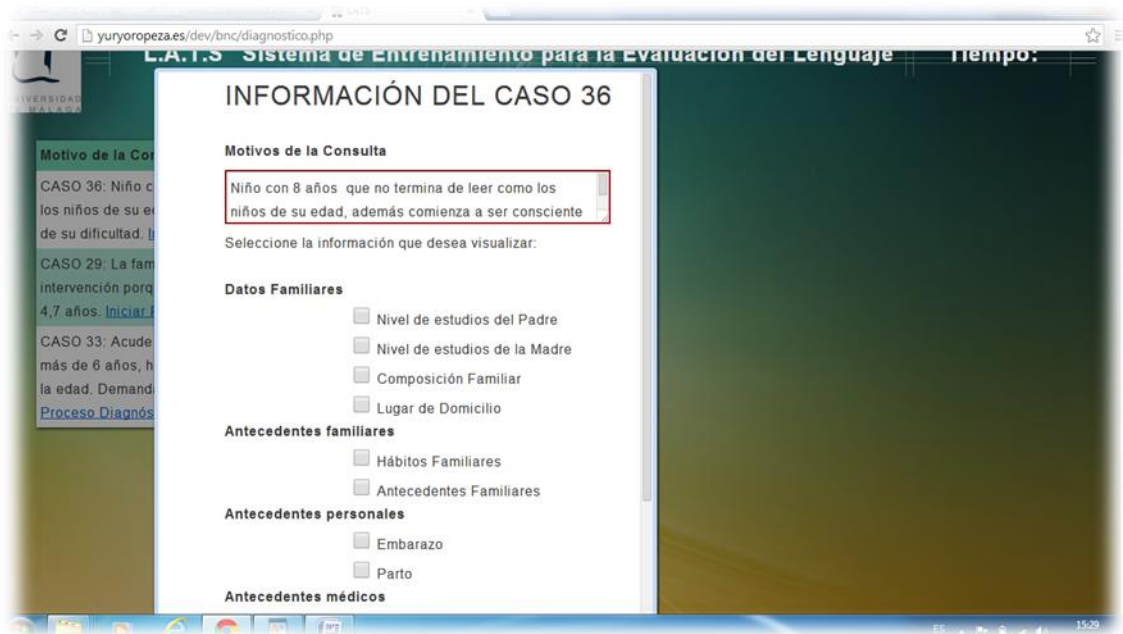 LATS
yuryoropeza.es/dev/bnc/diagnostico.php
L.A.T.S Sistema de Entrenamiento para la Evaluación del Lenguaje Tiempo:
UNIVERSIDAD
DE MALAGA
INFORMACIÓN DEL CASO 36
Motivos de la Consulta
Niño con 8 años que no termina de leer como los
niños de su edad, además comienza a ser consciente
Seleccione la información que desea visualizar:
Datos Familiares
Nivel de estudios del Padre
Nivel de estudios de la Madre
Composición Familiar
Lugar de Domicilio
Antecedentes familiares
Hábitos Familiares
Antecedentes Familiares
Antecedentes personales
Embarazo
Parto
Antecedentes médicos
Motivo de la Con
CASO 36: Niño c
los niños de su e
de su dificultad. I
CASO 29: La fam
intervención porq
4,7 años. Iniciar
CASO 33: Acude
más de 6 años, h
la edad. Demand
Proceso Diagnós
ES
15:29